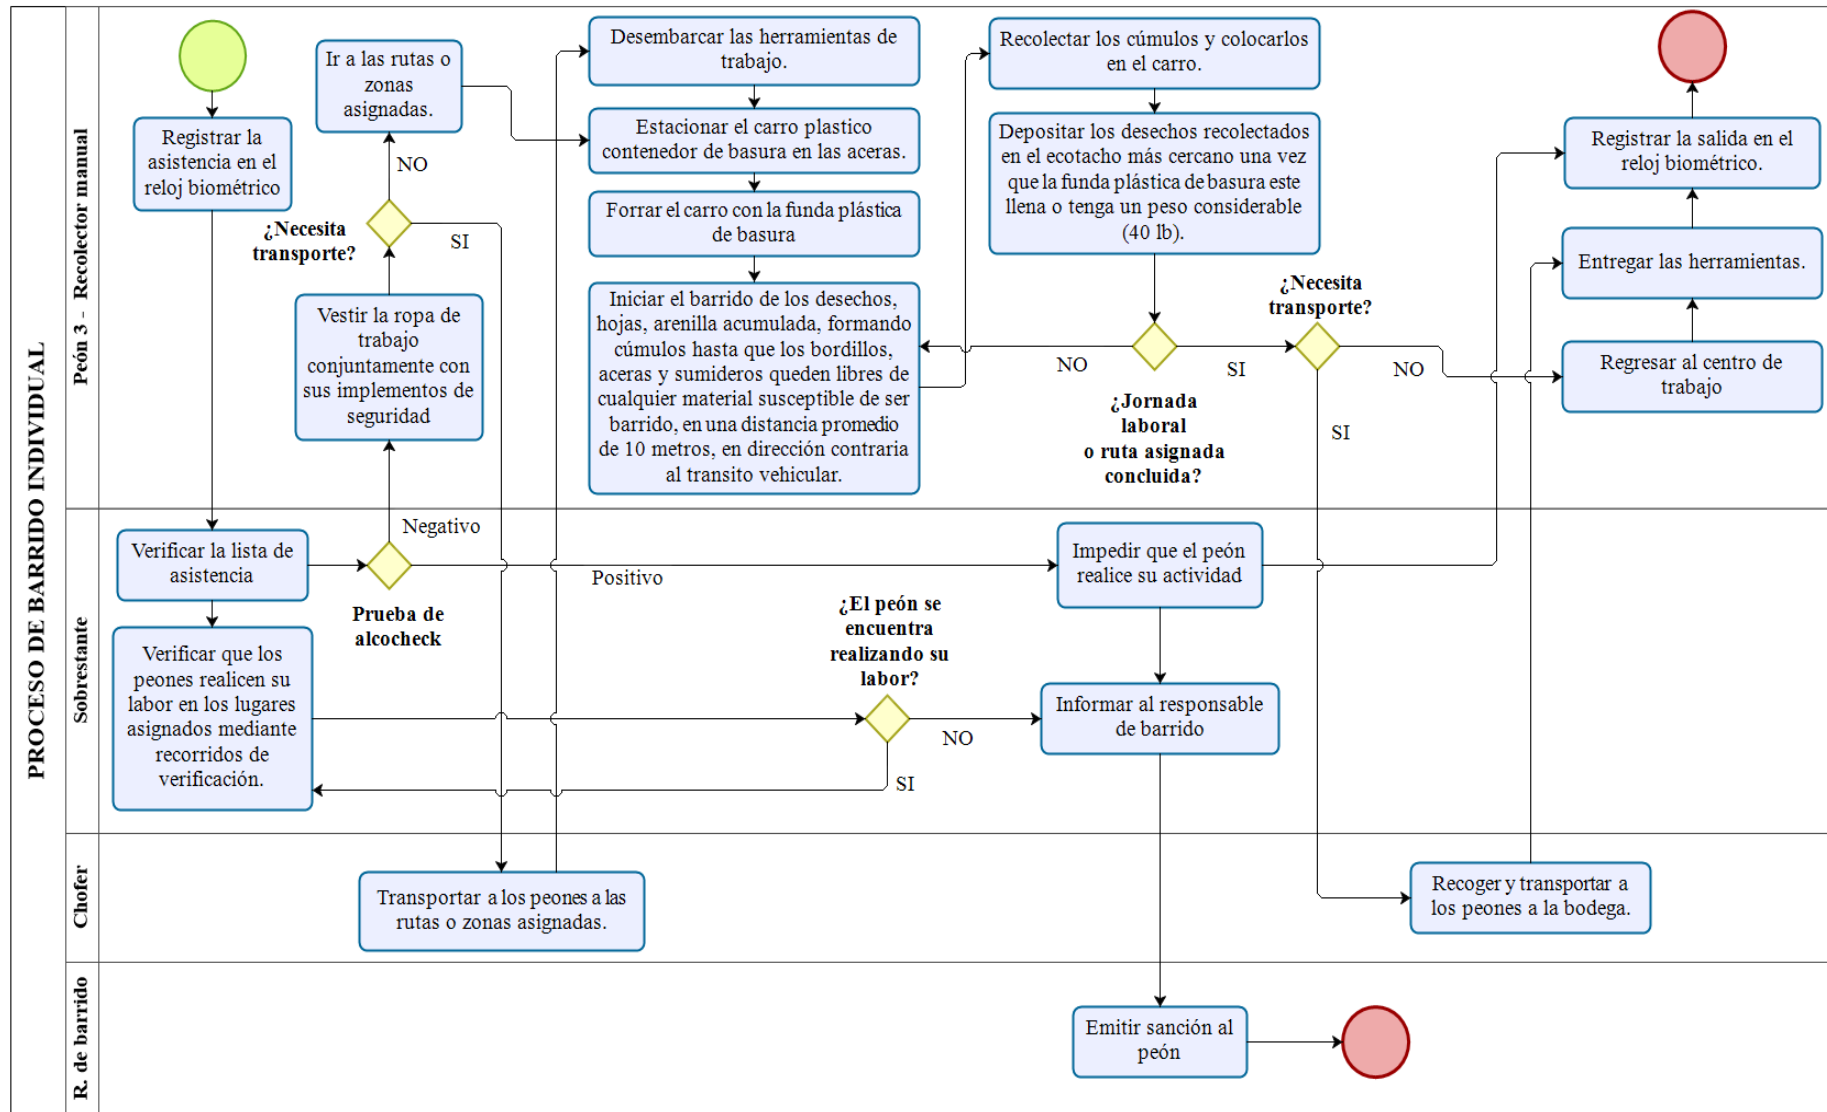 PROCESO DE BARRIDO INDIVIDUAL
Peón 3 - Recolector manual
Registrar la
asistencia en el
reloj biométrico
Ir a las rutas o
zonas
asignadas.
NO
¿Necesita
transporte?
SI
Vestir la ropa de
trabajo
conjuntamente con
sus implementos de
seguridad
Desembarcar las herramientas de
trabajo.
Estacionar el carro plastico
contenedor de basura en las aceras.
Forrar el carro con la funda plástica
de basura
Iniciar el barrido de los desechos,
hojas, arenilla acumulada, formando
cúmulos hasta que los bordillos,
aceras y sumideros queden libres de
cualquier material susceptible de ser
barrido, en una distancia promedio
de 10 metros, en dirección contraria
al transito vehicular.
Recolectar los cúmulos y colocarlos
en el carro.
Depositar los desechos recolectados
en el ecotacho más cercano una vez
que la funda plástica de basura este
llena o tenga un peso considerable
(40 lb).
NO
SI
¿Jornada
laboral
o ruta asignada
concluida?
¿Necesita
transporte?
NO
SI
Registrar la salida en el
reloj biométrico.
Entregar las herramientas.
Regresar al centro de
trabajo
Sobrestante
Verificar la lista de
asistencia
Negativo
Positivo
Prueba de
alcocheck
Impedir que el peón
realice su actividad
Verificar que los
peones realicen su
labor en los lugares
asignados mediante
recorridos de
verificación.
¿El peón se
encuentra
realizando su
labor?
NO
SI
Informar al responsable
de barrido
Chofer
Transportar a los peones a las
rutas o zonas asignadas.
Recoger y transportar a
los peones a la bodega.
R. de barrido
Emitir sanción al
peón